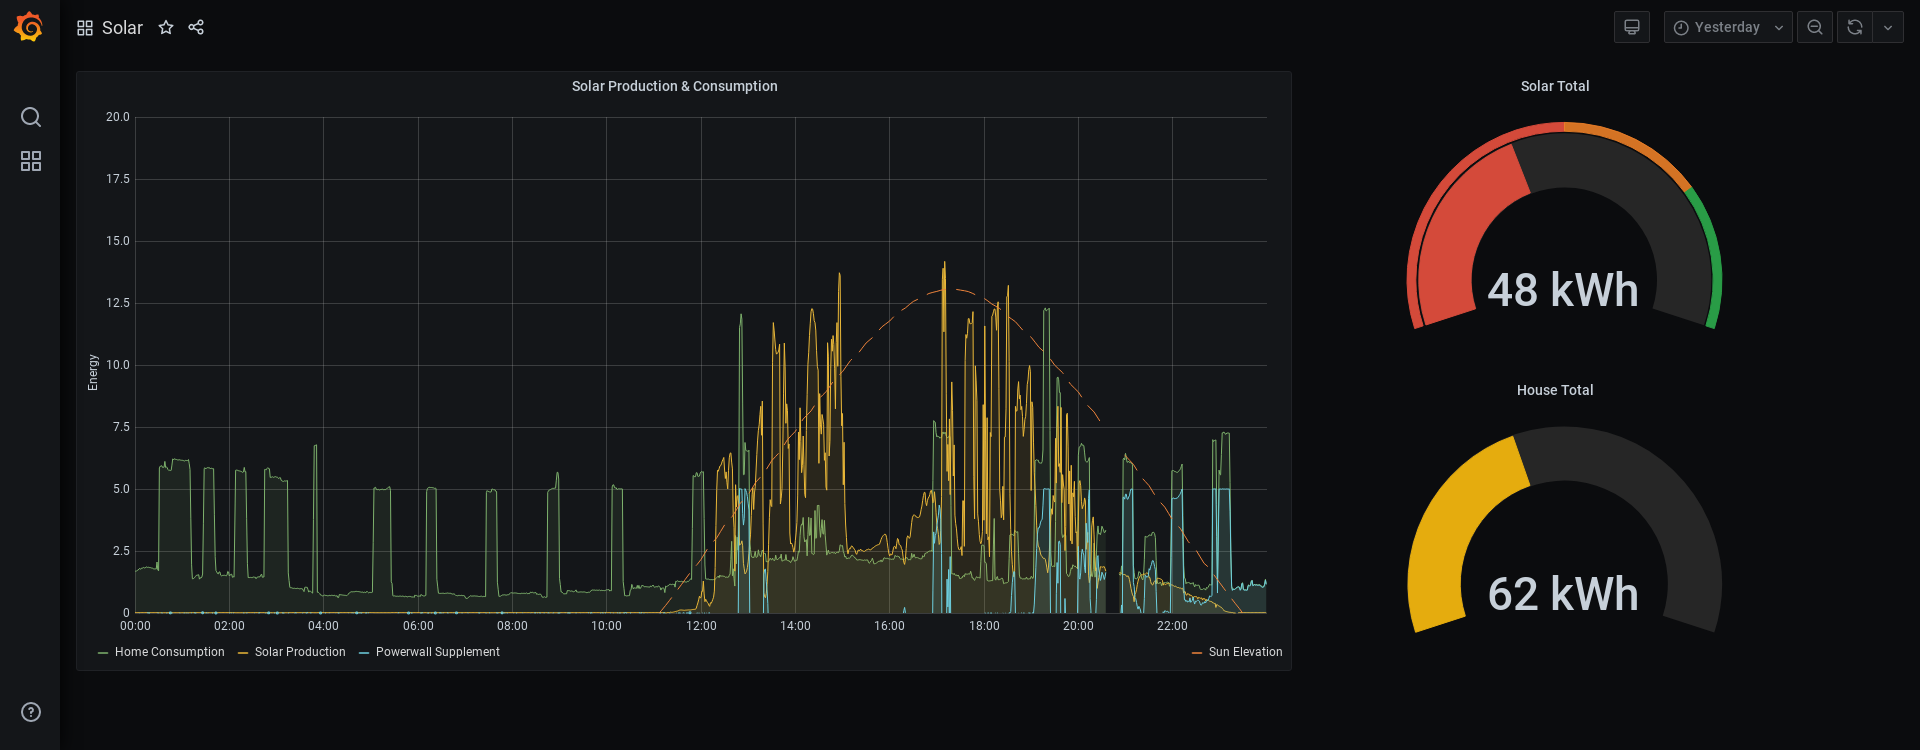 Solar
Yesterday
Solar Production & Consumption
20.0
17.5
15.0
12.5
10.0
7.5
5.0
2.5
0
Energy
00:00 02:00 04:00 06:00 08:00 10:00 12:00 14:00 16:00 18:00 20:00 22:00
Home Consumption Solar Production Powerwall Supplement Sun Elevation
Solar Total
48 kWh
House Total
62 kWh